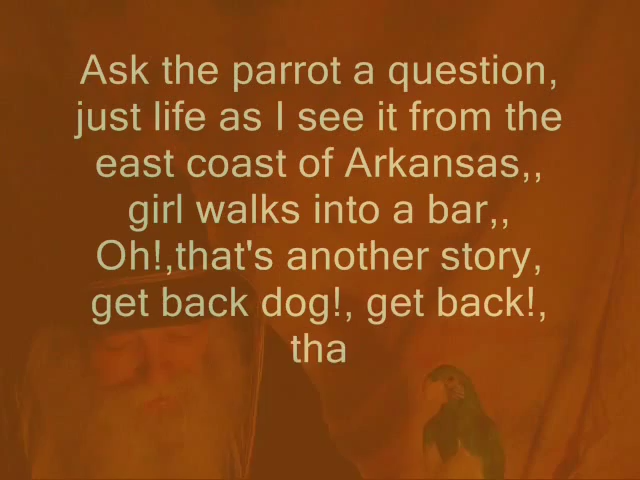 Ask the parrot a question,
just life as I see it from the
east coast of Arkansas,,
girl walks into a bar,,
Oh!,that's another story,
get back dog!, get back!,
tha